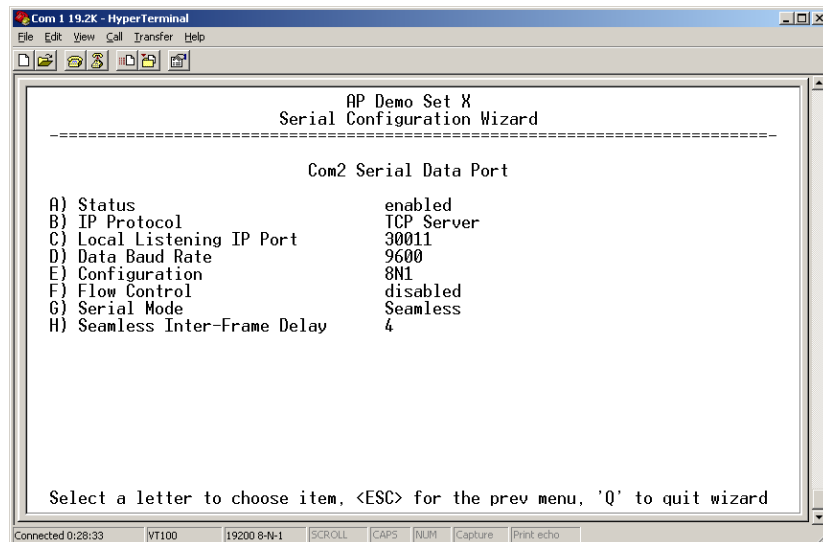 Com 1 19.2K - HyperTerminal
File Edit View Call Transfer Help
AP Demo Set X
Serial Configuration Wizard
-==========================================================================-
Com2 Serial Data Port
A) Status enabled
B) IP Protocol TCP Server
C) Local Listening IP Port 30011
D) Data Baud Rate 9600
E) Configuration 8N1
F) Flow Control disabled
G) Serial Mode Seamless
H) Seamless Inter-Frame Delay 4
Select a letter to choose item, <ESC> for the prev menu, 'Q' to quit wizard
Connected 0:28:33 VT100 19200 8-N-1 SCROLL CAPS NUM Capture Print echo